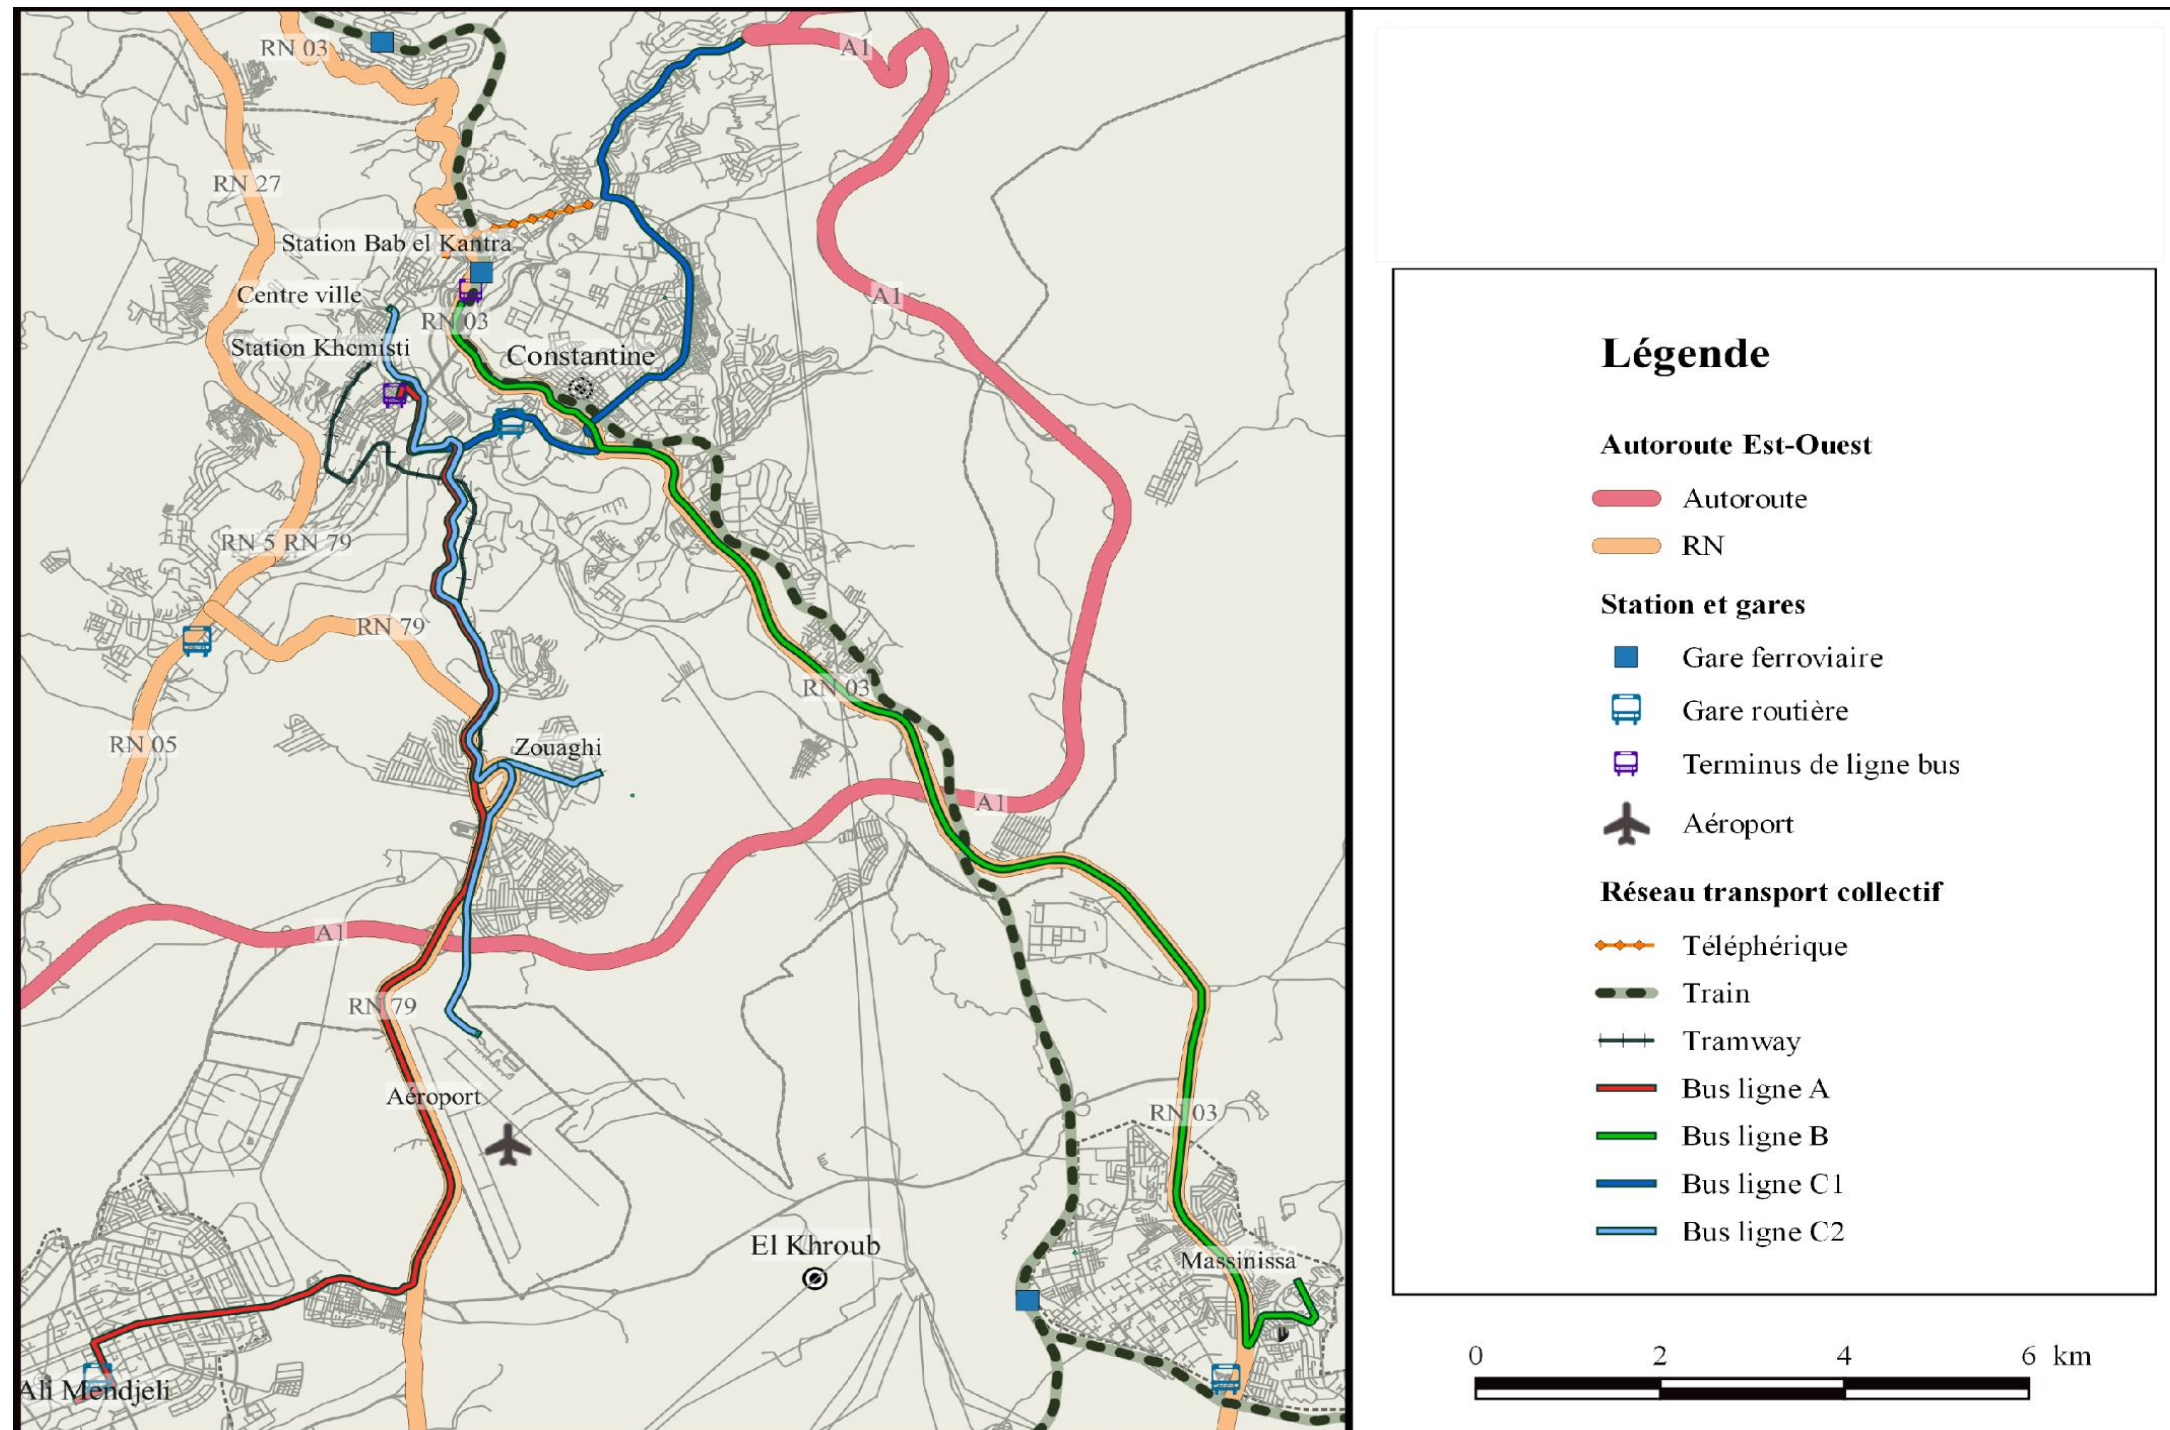 RN 03
A1
RN 27
Station Bab el Kantra
A1
Centre ville
RN 03
Station Khemisti
Constantine
RN 5 RN 79
RN 79
RN 03
RN 05
Zouaghi
A1
A1
RN 79
Aéroport
RN 03
El Khroub
Massinissa
Ali Mendjeli
Légende
Autoroute Est-Ouest
Autoroute
RN
Station et gares
Gare ferroviaire
Gare routière
Terminus de ligne bus
Aéroport
Réseau transport collectif
Téléphérique
Train
Tramway
Bus ligne A
Bus ligne B
Bus ligne C1
Bus ligne C2
0 2 4 6 km